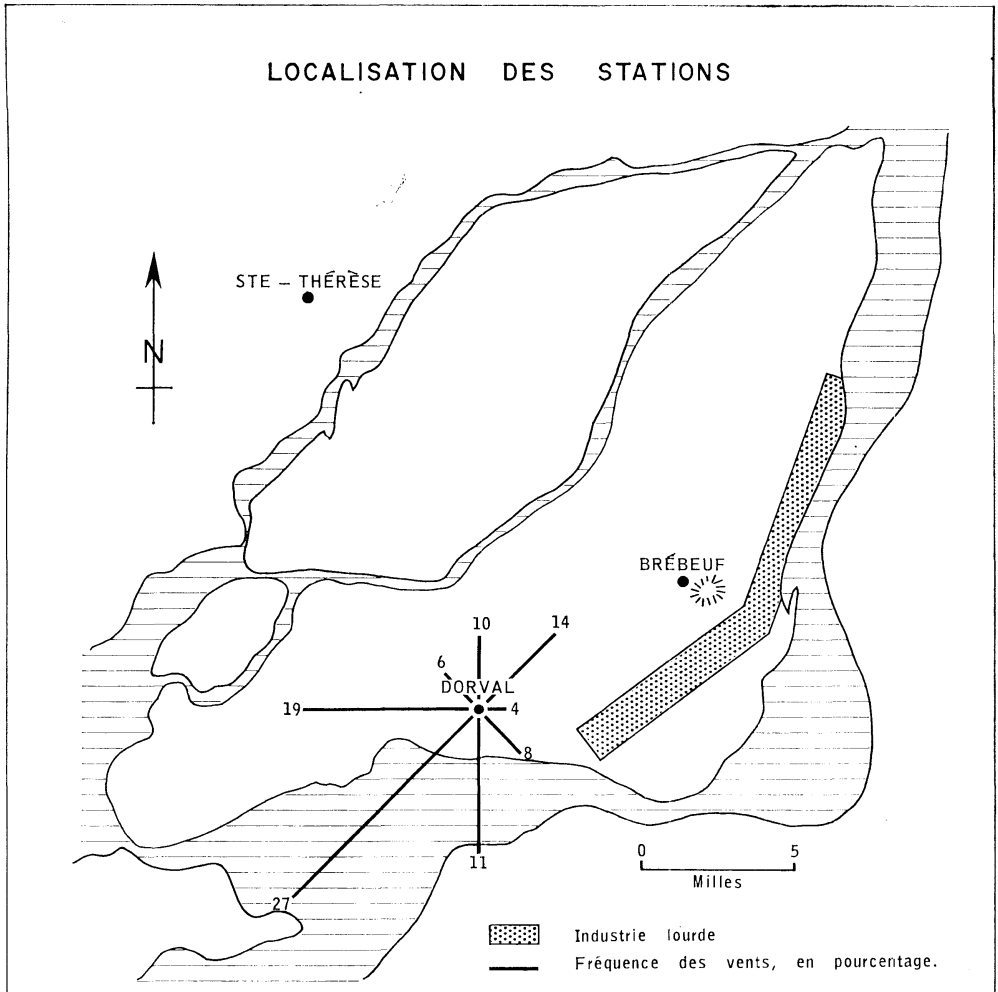 LOCALISATION DES STATIONS
STE - THÉRÈSE
N
BRÉBEUF
10
14
6
DORVAL
19
4
8
11
27
0 5
Milles
Industrie lourde
Fréquence des vents, en pourcentage.